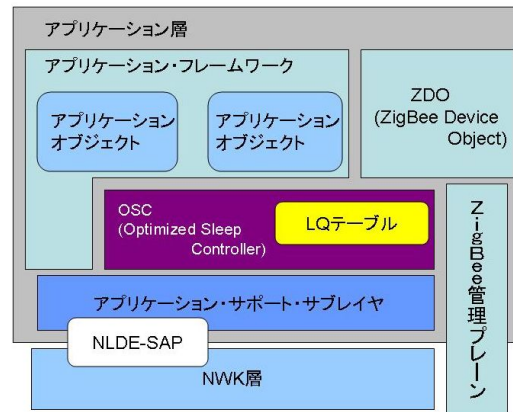 アプリケーション層
アプリケーション・フレームワーク
アプリケーション
オブジェクト
アプリケーション
オブジェクト
ZDO
(ZigBee Device
Object)
OSC
(Optimized Sleep
Controller)
LQテーブル
ZigBee管理プレーン
アプリケーション・サポート・サブレイヤ
NLDE-SAP
NWK層